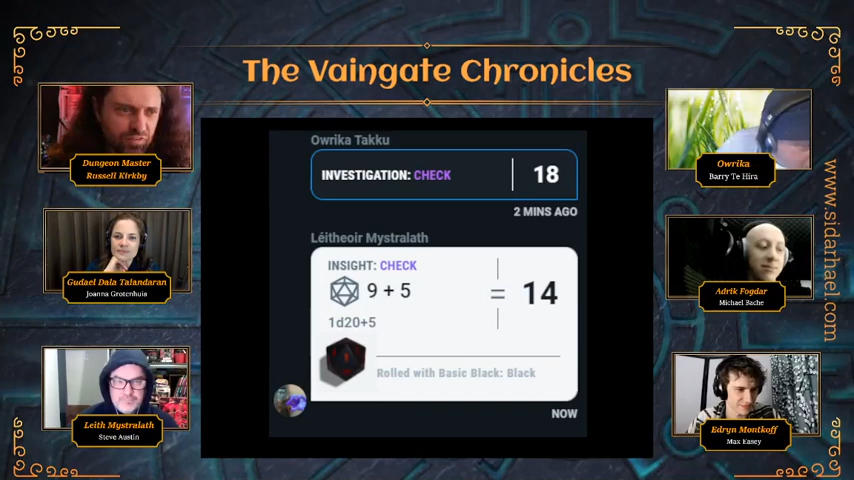 The Vaingate Chronicles
Dungeon Master
Russell Kirkby
Gudael Dala Talandaran
Joanna Grotenhuis
Leith Mystralath
Steve Austin
Owrika Takku
INVESTIGATION: CHECK
18
2 MINS AGO
Léitheoir Mystralath
INSIGHT: CHECK
9 + 5
= 14
1d20+5
Rolled with Basic Black: Black
NOW
Owrika
Barry Te Hira
Adrik Fogdar
Michael Bache
Edryn Montkoff
Max Easey
www.sidarhael.com